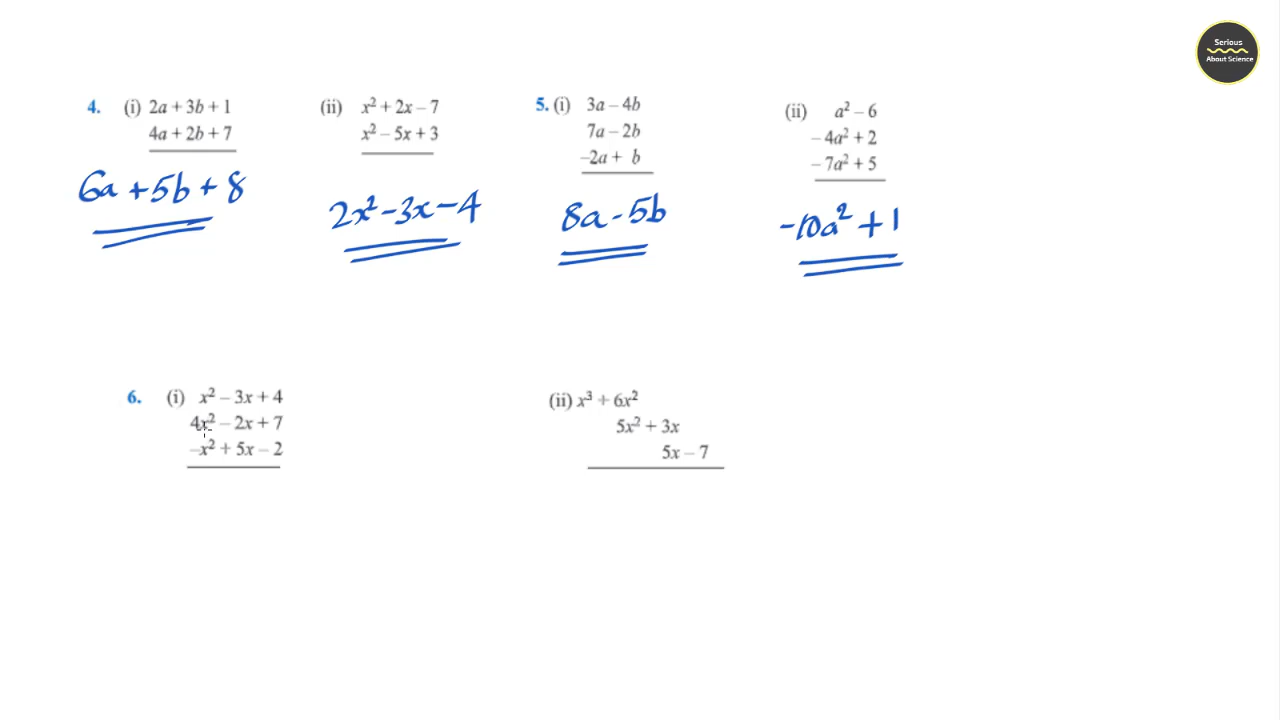 Serious
About Science
4. (i) 2a + 3b + 1
4a + 2b + 7
6a + 5b + 8
(ii) x² + 2x – 7
x² – 5x + 3
2x² - 3x - 4
5. (i) 3a – 4b
7a – 2b
–2a + b
8a - 5b
(ii) a² – 6
– 4a² + 2
– 7a² + 5
-10a² + 1
6. (i) x² – 3x + 4
4x² – 2x + 7
–x² + 5x – 2
(ii) x³ + 6x²
5x² + 3x
5x – 7